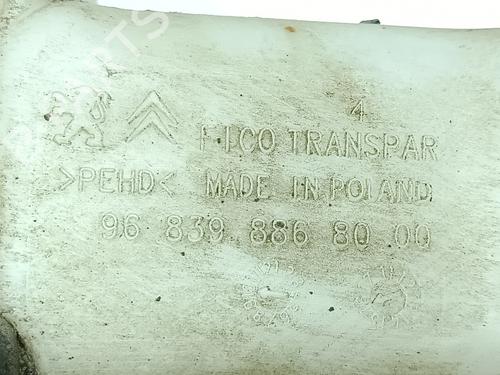 4
FICO TRANSPAR
>PEHD< MADE IN POLAND
96 839 886 80 00